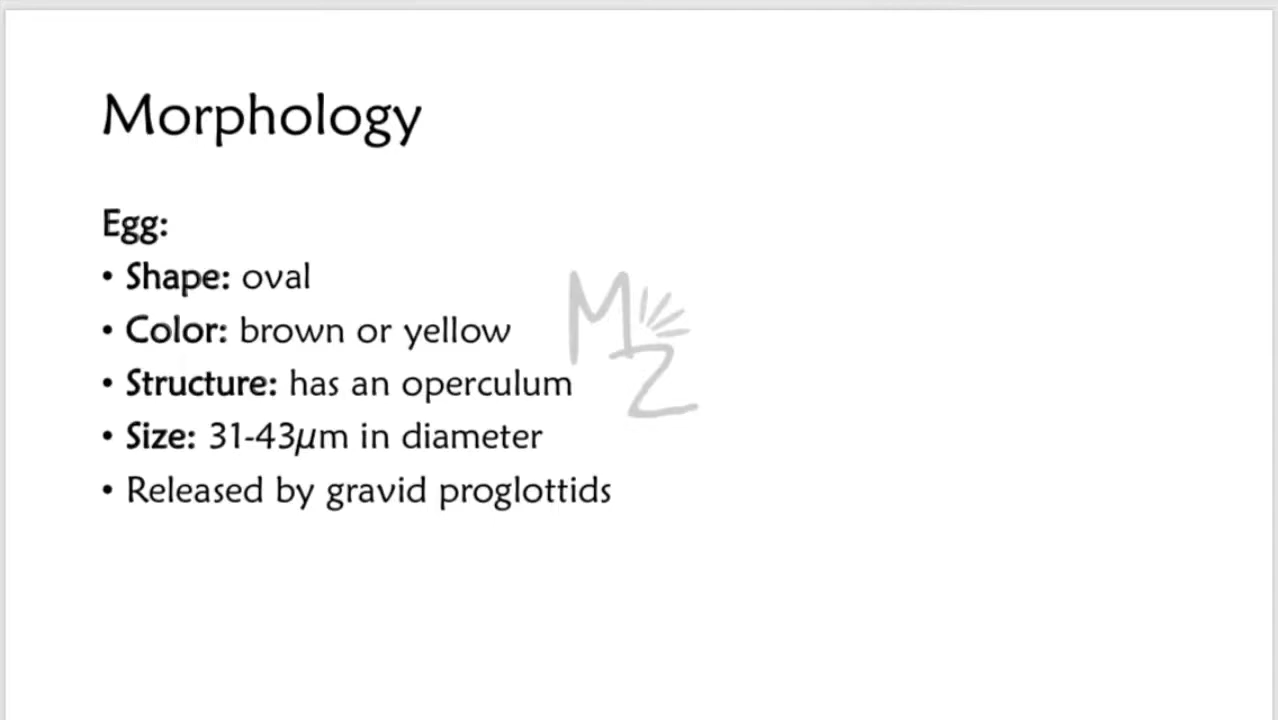 Morphology
Egg:
• Shape: oval
• Color: brown or yellow
• Structure: has an operculum
• Size: 31-43μm in diameter
• Released by gravid proglottids
MZ